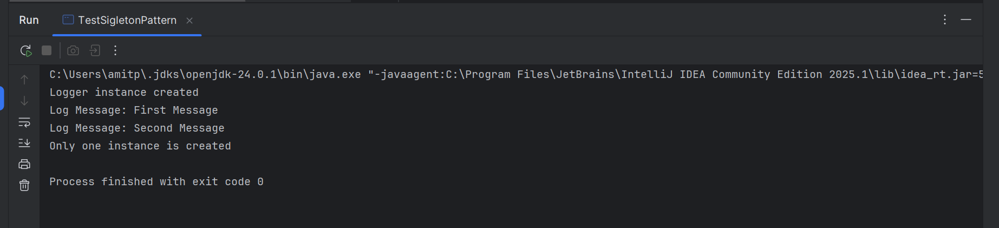 Run TestSigletonPattern
C:\Users\amitp\.jdks\openjdk-24.0.1\bin\java.exe "-javaagent:C:\Program Files\JetBrains\IntelliJ IDEA Community Edition 2025.1\lib\idea_rt.jar=5
Logger instance created
Log Message: First Message
Log Message: Second Message
Only one instance is created
Process finished with exit code 0